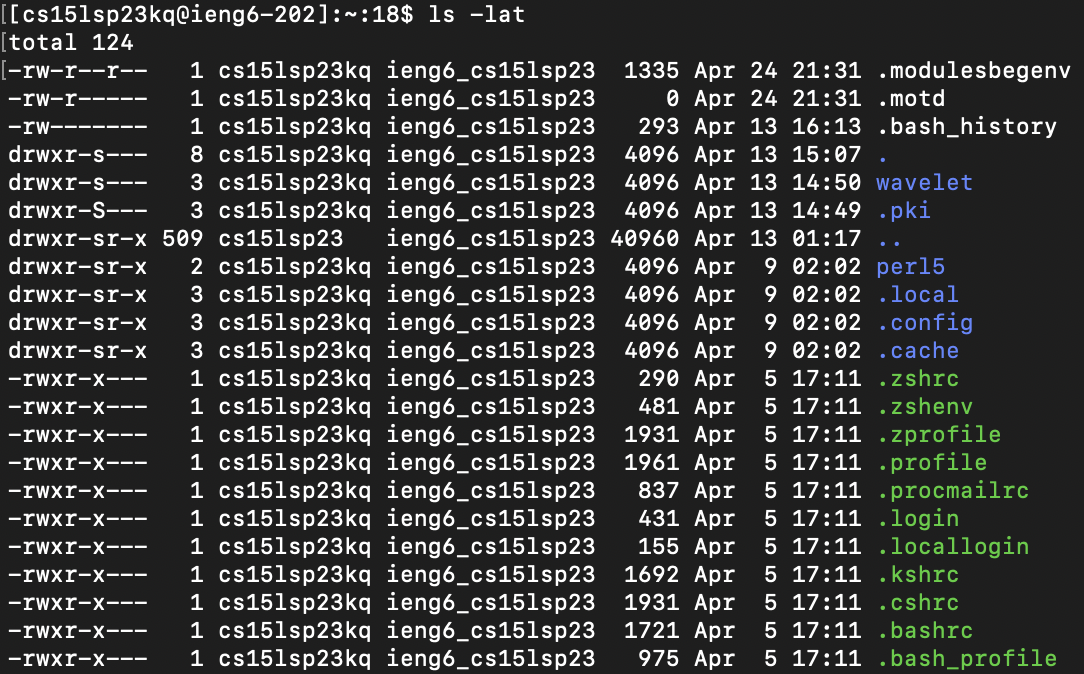 [[cs15lsp23kq@ieng6-202]:~:18$ ls -lat
[total 124
[-rw-r--r--   1 cs15lsp23kq ieng6_cs15lsp23  1335 Apr 24 21:31 .modulesbegenv
-rw-r-----   1 cs15lsp23kq ieng6_cs15lsp23     0 Apr 24 21:31 .motd
-rw-------   1 cs15lsp23kq ieng6_cs15lsp23   293 Apr 13 16:13 .bash_history
drwxr-s---   8 cs15lsp23kq ieng6_cs15lsp23  4096 Apr 13 15:07 .
drwxr-s---   3 cs15lsp23kq ieng6_cs15lsp23  4096 Apr 13 14:50 wavelet
drwxr-S---   3 cs15lsp23kq ieng6_cs15lsp23  4096 Apr 13 14:49 .pki
drwxr-sr-x 509 cs15lsp23   ieng6_cs15lsp23 40960 Apr 13 01:17 ..
drwxr-sr-x   2 cs15lsp23kq ieng6_cs15lsp23  4096 Apr  9 02:02 perl5
drwxr-sr-x   3 cs15lsp23kq ieng6_cs15lsp23  4096 Apr  9 02:02 .local
drwxr-sr-x   3 cs15lsp23kq ieng6_cs15lsp23  4096 Apr  9 02:02 .config
drwxr-sr-x   3 cs15lsp23kq ieng6_cs15lsp23  4096 Apr  9 02:02 .cache
-rwxr-x---   1 cs15lsp23kq ieng6_cs15lsp23   290 Apr  5 17:11 .zshrc
-rwxr-x---   1 cs15lsp23kq ieng6_cs15lsp23   481 Apr  5 17:11 .zshenv
-rwxr-x---   1 cs15lsp23kq ieng6_cs15lsp23  1931 Apr  5 17:11 .zprofile
-rwxr-x---   1 cs15lsp23kq ieng6_cs15lsp23  1961 Apr  5 17:11 .profile
-rwxr-x---   1 cs15lsp23kq ieng6_cs15lsp23   837 Apr  5 17:11 .procmailrc
-rwxr-x---   1 cs15lsp23kq ieng6_cs15lsp23   431 Apr  5 17:11 .login
-rwxr-x---   1 cs15lsp23kq ieng6_cs15lsp23   155 Apr  5 17:11 .locallogin
-rwxr-x---   1 cs15lsp23kq ieng6_cs15lsp23  1692 Apr  5 17:11 .kshrc
-rwxr-x---   1 cs15lsp23kq ieng6_cs15lsp23  1931 Apr  5 17:11 .cshrc
-rwxr-x---   1 cs15lsp23kq ieng6_cs15lsp23  1721 Apr  5 17:11 .bashrc
-rwxr-x---   1 cs15lsp23kq ieng6_cs15lsp23   975 Apr  5 17:11 .bash_profile